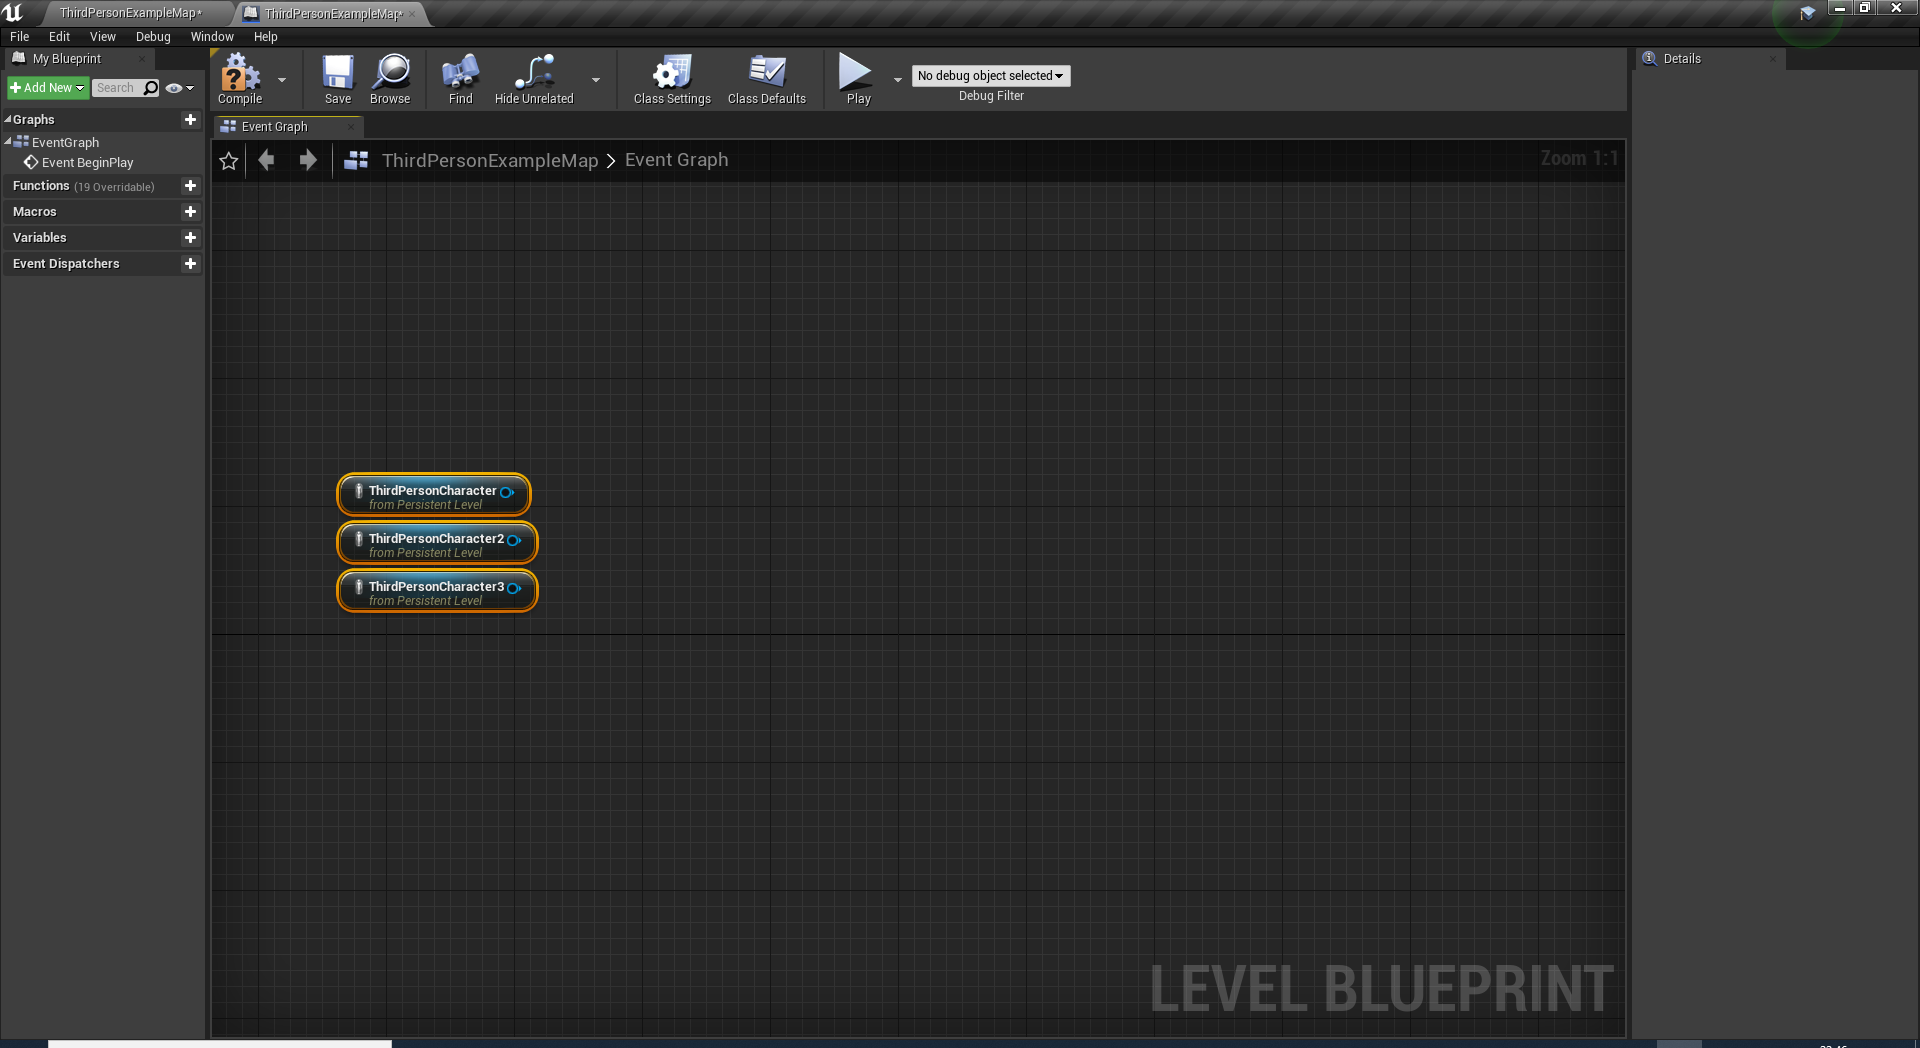 ThirdPersonExampleMap*
ThirdPersonExampleMap*
File Edit View Debug Window Help
My Blueprint
Add New
Search
Compile
Save
Browse
Find
Hide Unrelated
Class Settings
Class Defaults
Play
No debug object selected
Debug Filter
Details
Graphs
EventGraph
Event BeginPlay
Functions (19 Overridable)
Macros
Variables
Event Dispatchers
Event Graph
ThirdPersonExampleMap > Event Graph
Zoom 1:1
ThirdPersonCharacter
from Persistent Level
ThirdPersonCharacter2
from Persistent Level
ThirdPersonCharacter3
from Persistent Level
LEVEL BLUEPRINT